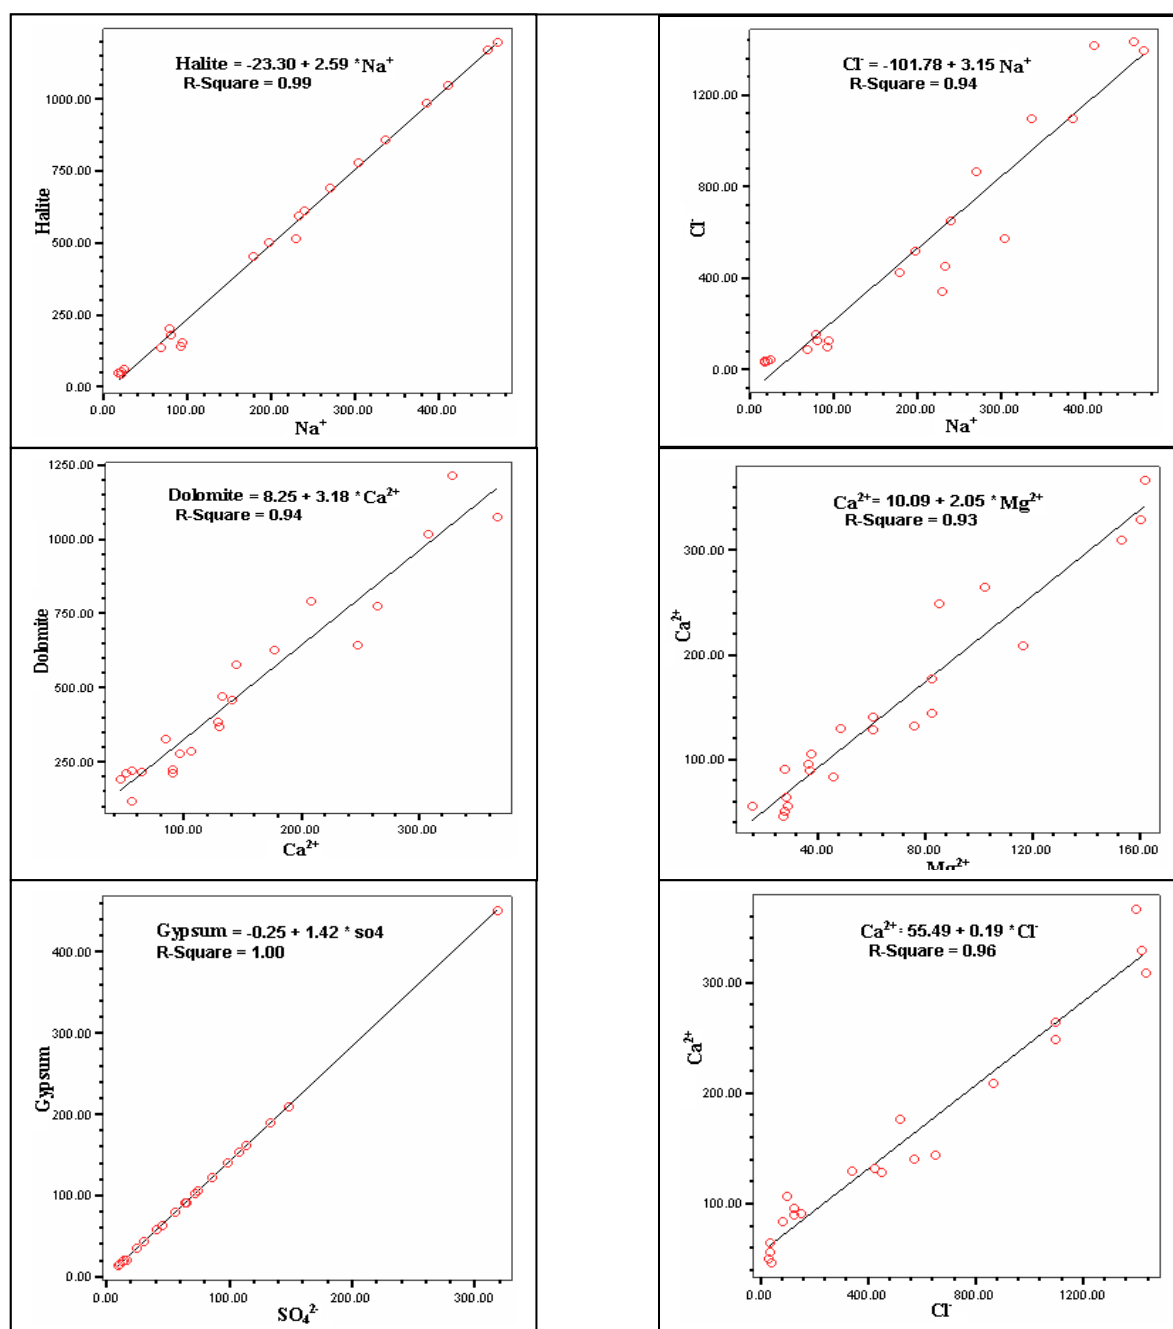 Halite = -23.30 + 2.59 *Na⁺
R-Square = 0.99
1000.00
750.00
500.00
250.00
0.00
Halite
0.00 100.00 200.00 300.00 400.00
Na⁺
Cl⁻ = -101.78 + 3.15 Na⁺
R-Square = 0.94
1200.00
800.00
400.00
0.00
Cl⁻
0.00 100.00 200.00 300.00 400.00
Na⁺
Dolomite = 8.25 + 3.18 *Ca²⁺
R-Square = 0.94
1250.00
1000.00
750.00
500.00
250.00
Dolomite
100.00 200.00 300.00
Ca²⁺
Ca²⁺= 10.09 + 2.05 *Mg²⁺
R-Square = 0.93
300.00
200.00
100.00
Ca²⁺
40.00 80.00 120.00 160.00
Mg²⁺
Gypsum = -0.25 + 1.42 * so4
R-Square = 1.00
400.00
200.00
100.00
0.00
Gypsum
0.00 100.00 200.00 300.00
SO₄²⁻
Ca²⁺= 55.49 + 0.19 *Cl⁻
R-Square = 0.96
300.00
200.00
100.00
Ca²⁺
0.00 400.00 800.00 1200.00
Cl⁻